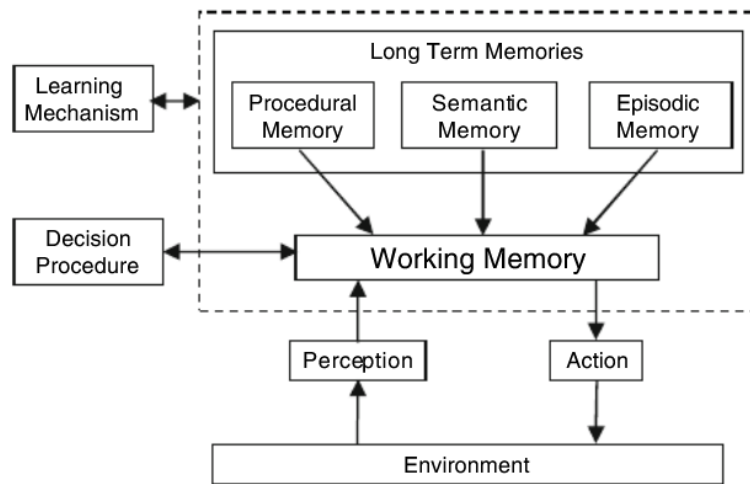 Long Term Memories
Learning
Mechanism
Procedural
Memory
Semantic
Memory
Episodic
Memory
Decision
Procedure
Working Memory
Perception
Action
Environment